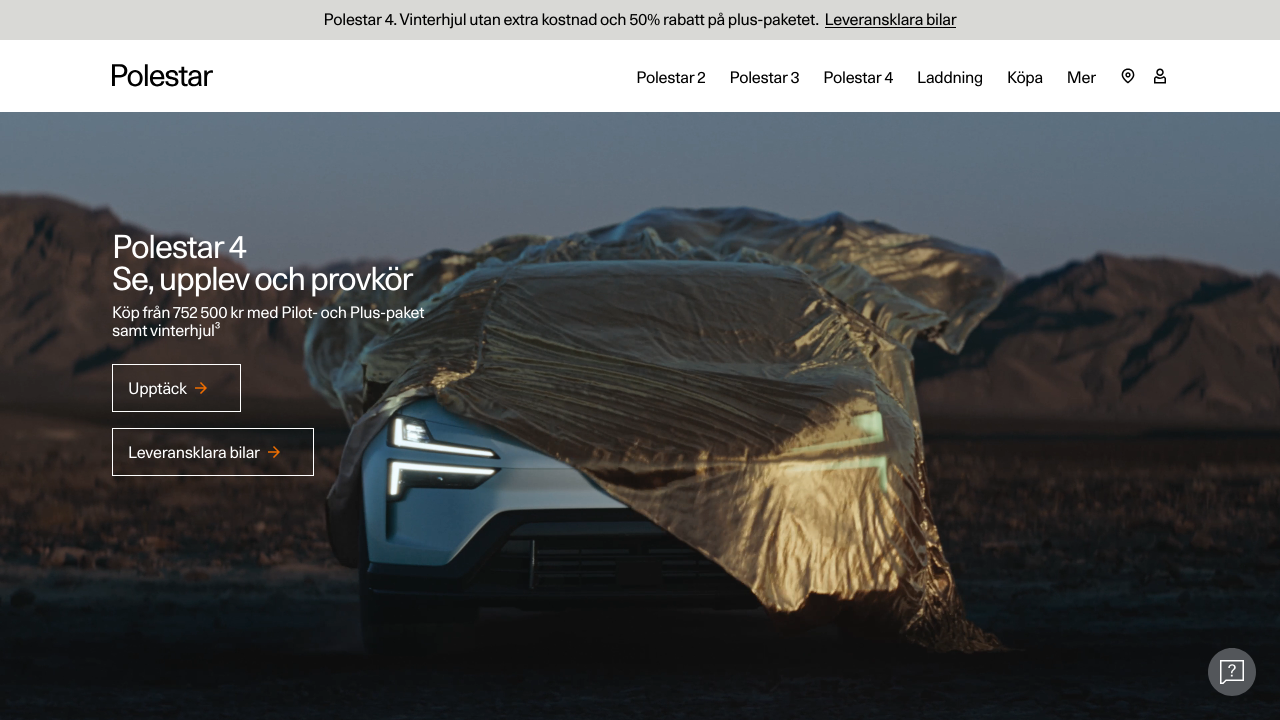 Polestar 4. Vinterhjul utan extra kostnad och 50% rabatt på plus-paketet. Leveransklara bilar
Polestar
Polestar 2 Polestar 3 Polestar 4 Laddning Köpa Mer
Polestar 4
Se, upplev och provkör
Köp från 752 500 kr med Pilot- och Plus-paket
samt vinterhjul³
Upptäck →
Leveransklara bilar →
?